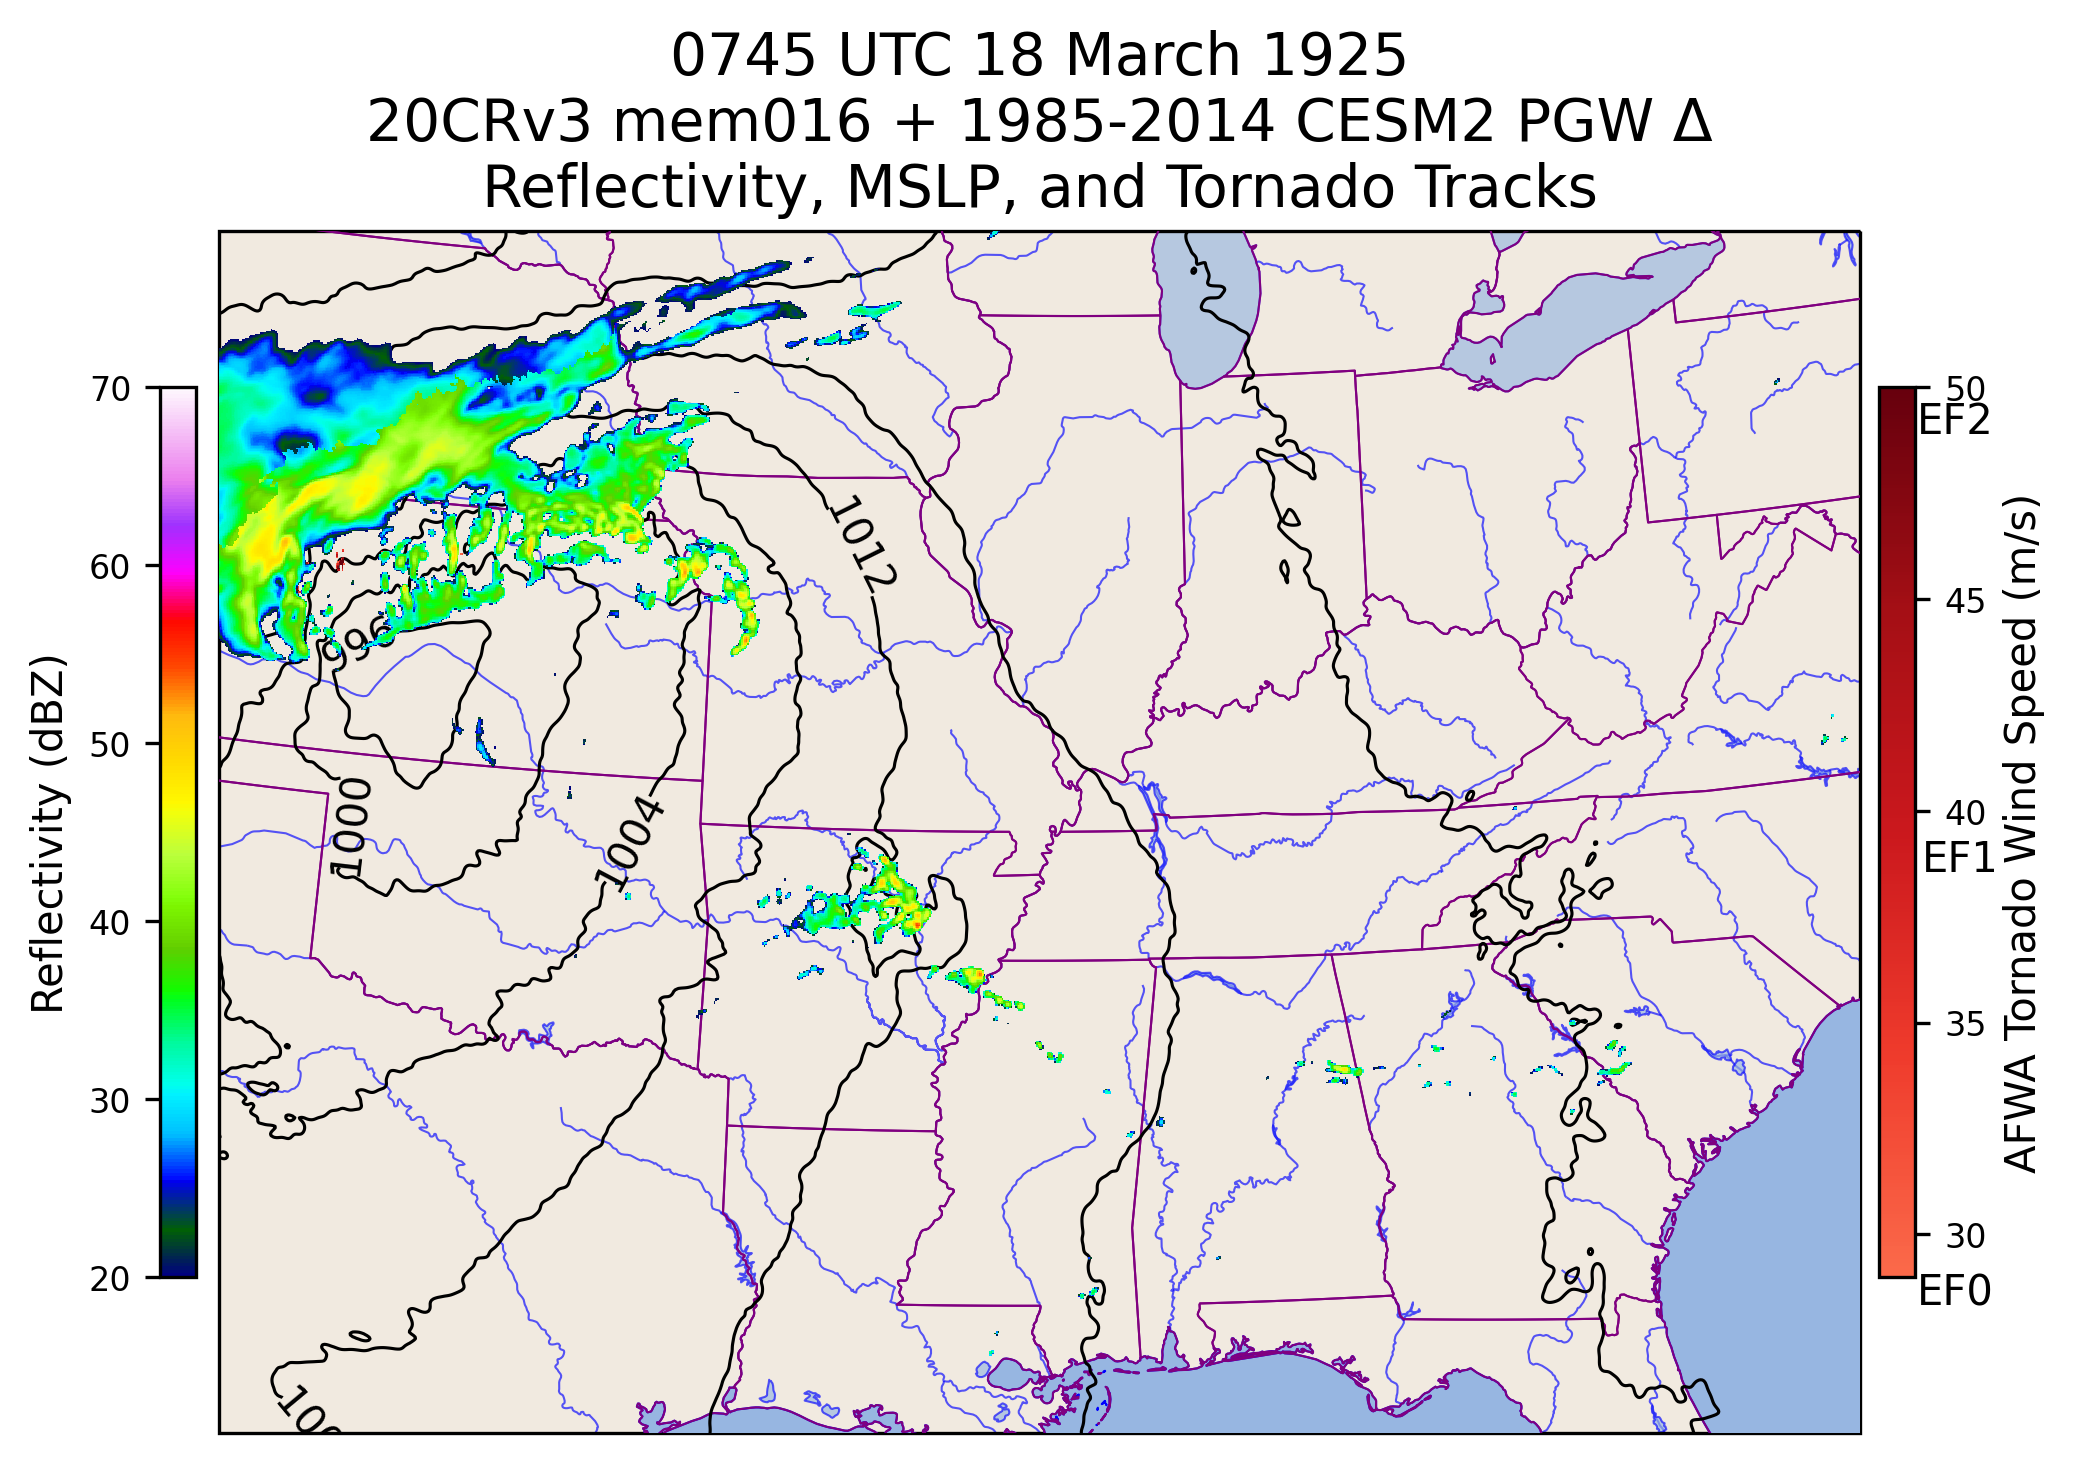 0745 UTC 18 March 1925
20CRv3 mem016 + 1985-2014 CESM2 PGW Δ
Reflectivity, MSLP, and Tornado Tracks
Reflectivity (dBZ)
70
60
50
40
30
20
1012
996
1000
1004
50
EF2
45
40
EF1
35
30
EF0
AFWA Tornado Wind Speed (m/s)